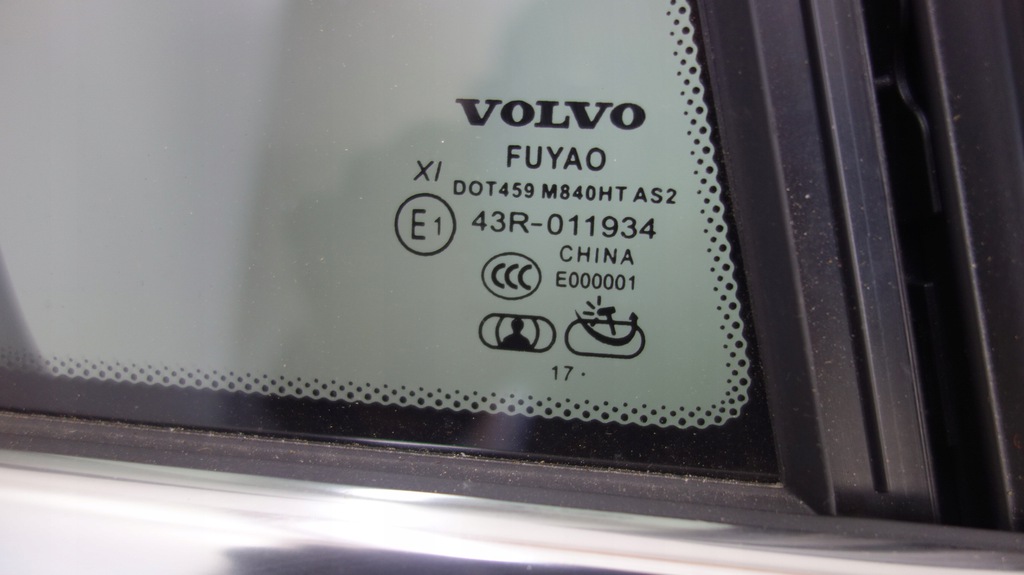 VOLVO
FUYAO
XI
DOT459 M840HT AS2
E1 43R-011934
CHINA
CCC E000001
17 ·